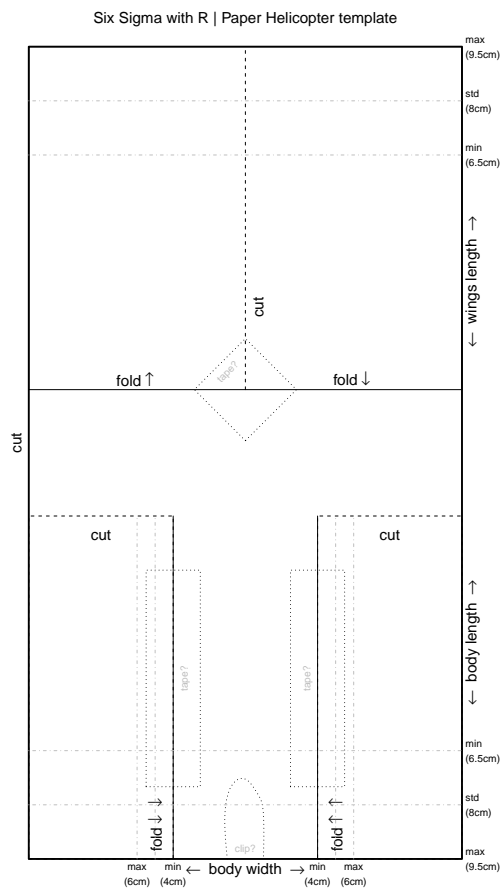 Six Sigma with R | Paper Helicopter template
max
(9.5cm)
std
(8cm)
min
(6.5cm)
← wings length →
cut
tape?
fold ↑
fold ↓
cut
cut
cut
← body length →
tape?
tape?
min
(6.5cm)
std
(8cm)
fold → →
fold ← ←
clip?
max
(9.5cm)
max
(6cm)
min
(4cm)
← body width →
min
(4cm)
max
(6cm)